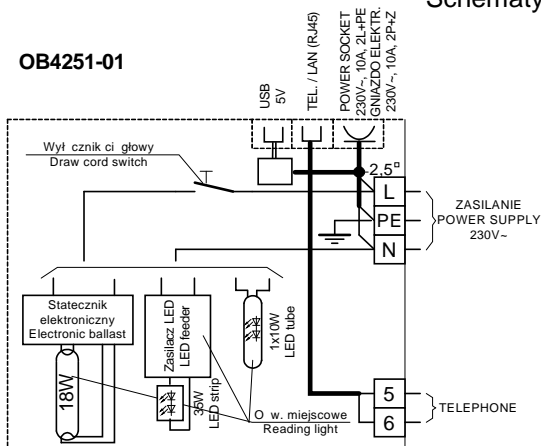 Schematy
OB4251-01
USB
5V
TEL. / LAN (RJ45)
POWER SOCKET
230V~, 10A, 2L+PE
GNIAZDO ELEKTR.
230V~, 10A, 2P+Z
Wył cznik ci głowy
Draw cord switch
2,5¤
L
PE
N
ZASILANIE
POWER SUPPLY
230V~
Statecznik
elektroniczny
Electronic ballast
18W
Zasilacz LED
LED feeder
35W
LED strip
1x10W
LED tube
O w. miejscowe
Reading light
5
6
TELEPHONE